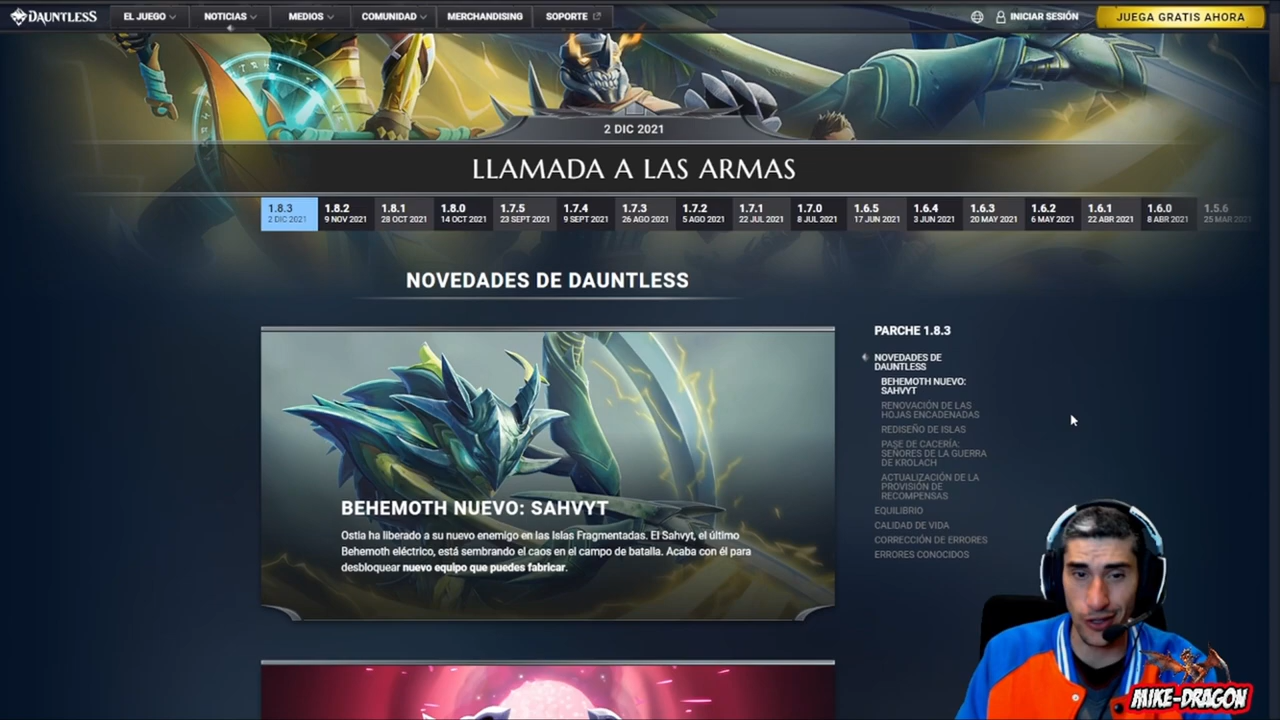 DAUNTLESS
EL JUEGO
NOTICIAS
MEDIOS
COMUNIDAD
MERCHANDISING
SOPORTE
INICIAR SESIÓN
JUEGA GRATIS AHORA
2 DIC 2021
LLAMADA A LAS ARMAS
1.8.3
2 DIC 2021
1.8.2
9 NOV 2021
1.8.1
28 OCT 2021
1.8.0
14 OCT 2021
1.7.5
23 SEPT 2021
1.7.4
9 SEPT 2021
1.7.3
26 AGO 2021
1.7.2
5 AGO 2021
1.7.1
22 JUL 2021
1.7.0
8 JUL 2021
1.6.5
17 JUN 2021
1.6.4
3 JUN 2021
1.6.3
20 MAY 2021
1.6.2
6 MAY 2021
1.6.1
22 ABR 2021
1.6.0
8 ABR 2021
1.5.6
25 MAR 2021
NOVEDADES DE DAUNTLESS
BEHEMOTH NUEVO: SAHVYT
Ostia ha liberado a su nuevo enemigo en las Islas Fragmentadas. El Sahvyt, el último
Behemoth eléctrico, está sembrando el caos en el campo de batalla. Acaba con él para
desbloquear nuevo equipo que puedes fabricar.
PARCHE 1.8.3
NOVEDADES DE
DAUNTLESS
BEHEMOTH NUEVO:
SAHVYT
RENOVACIÓN DE LAS
HOJAS ENCADENADAS
REDISEÑO DE ISLAS
PASE DE CACERÍA:
SEÑORES DE LA GUERRA
DE KROLACH
ACTUALIZACIÓN DE LA
PROVISIÓN DE
RECOMPENSAS
EQUILIBRIO
CALIDAD DE VIDA
CORRECCIÓN DE ERRORES
ERRORES CONOCIDOS
MIKE-DRAGON